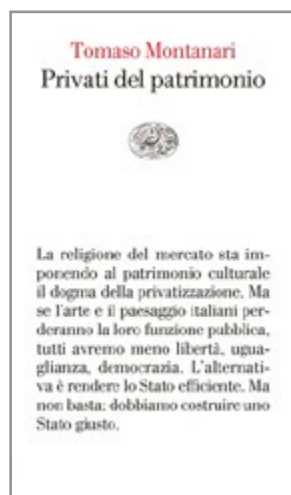 Tomaso Montanari
Privati del patrimonio
La religione del mercato sta im-
ponendo al patrimonio culturale
il dogma della privatizzazione. Ma
se l'arte e il paesaggio italiani per-
deranno la loro funzione pubblica,
tutti avremo meno libertà, ugua-
glianza, democrazia. L'alternati-
va è rendere lo Stato efficiente. Ma
non basta: dobbiamo costruire uno
Stato giusto.